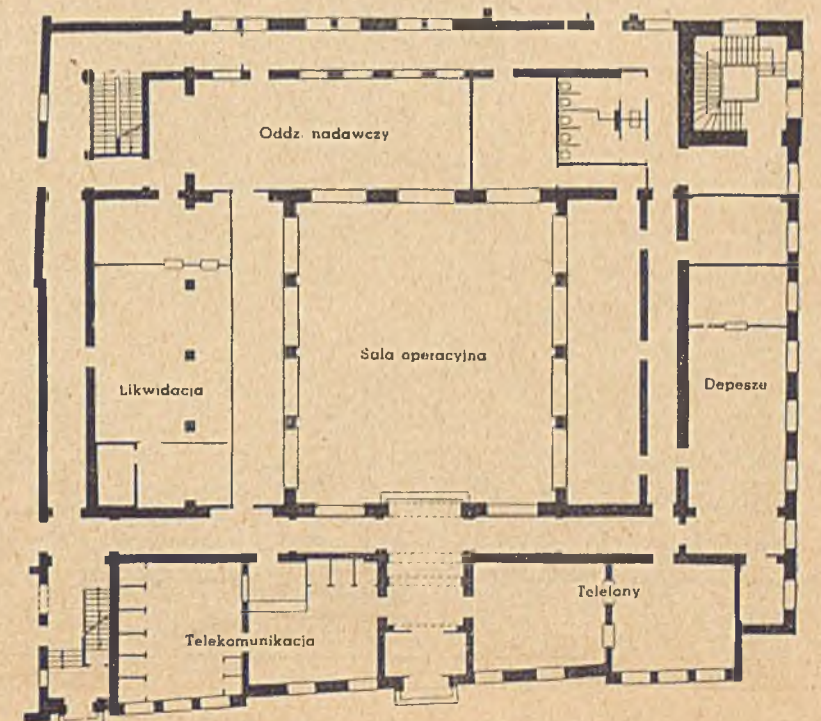 Oddz. nadawczy
Sala operacyjna
Likwidacja
Depesze
Telefony
Telekomunikacja